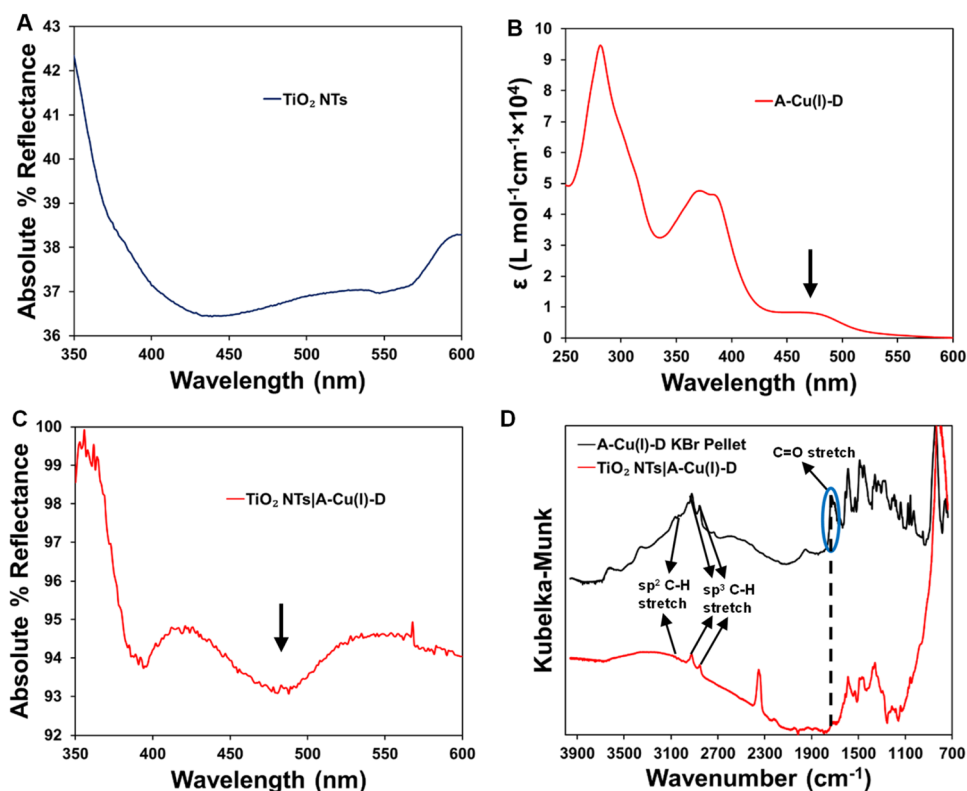 A
43
42
41
40
39
38
37
36
350
400
450
500
550
600
Absolute % Reflectance
Wavelength (nm)
TiO₂ NTs
B
10
9
8
7
6
5
4
3
2
1
0
250
300
350
400
450
500
550
600
ε (L mol⁻¹cm⁻¹×10⁴)
Wavelength (nm)
A-Cu(I)-D
C
100
99
98
97
96
95
94
93
92
350
400
450
500
550
600
Absolute % Reflectance
Wavelength (nm)
TiO₂ NTs|A-Cu(I)-D
D
A-Cu(I)-D KBr Pellet
TiO₂ NTs|A-Cu(I)-D
C=O stretch
sp² C-H
stretch
sp³ C-H
stretch
Kubelka-Munk
3900
3500
3100
2700
2300
1900
1500
1100
700
Wavenumber (cm⁻¹)